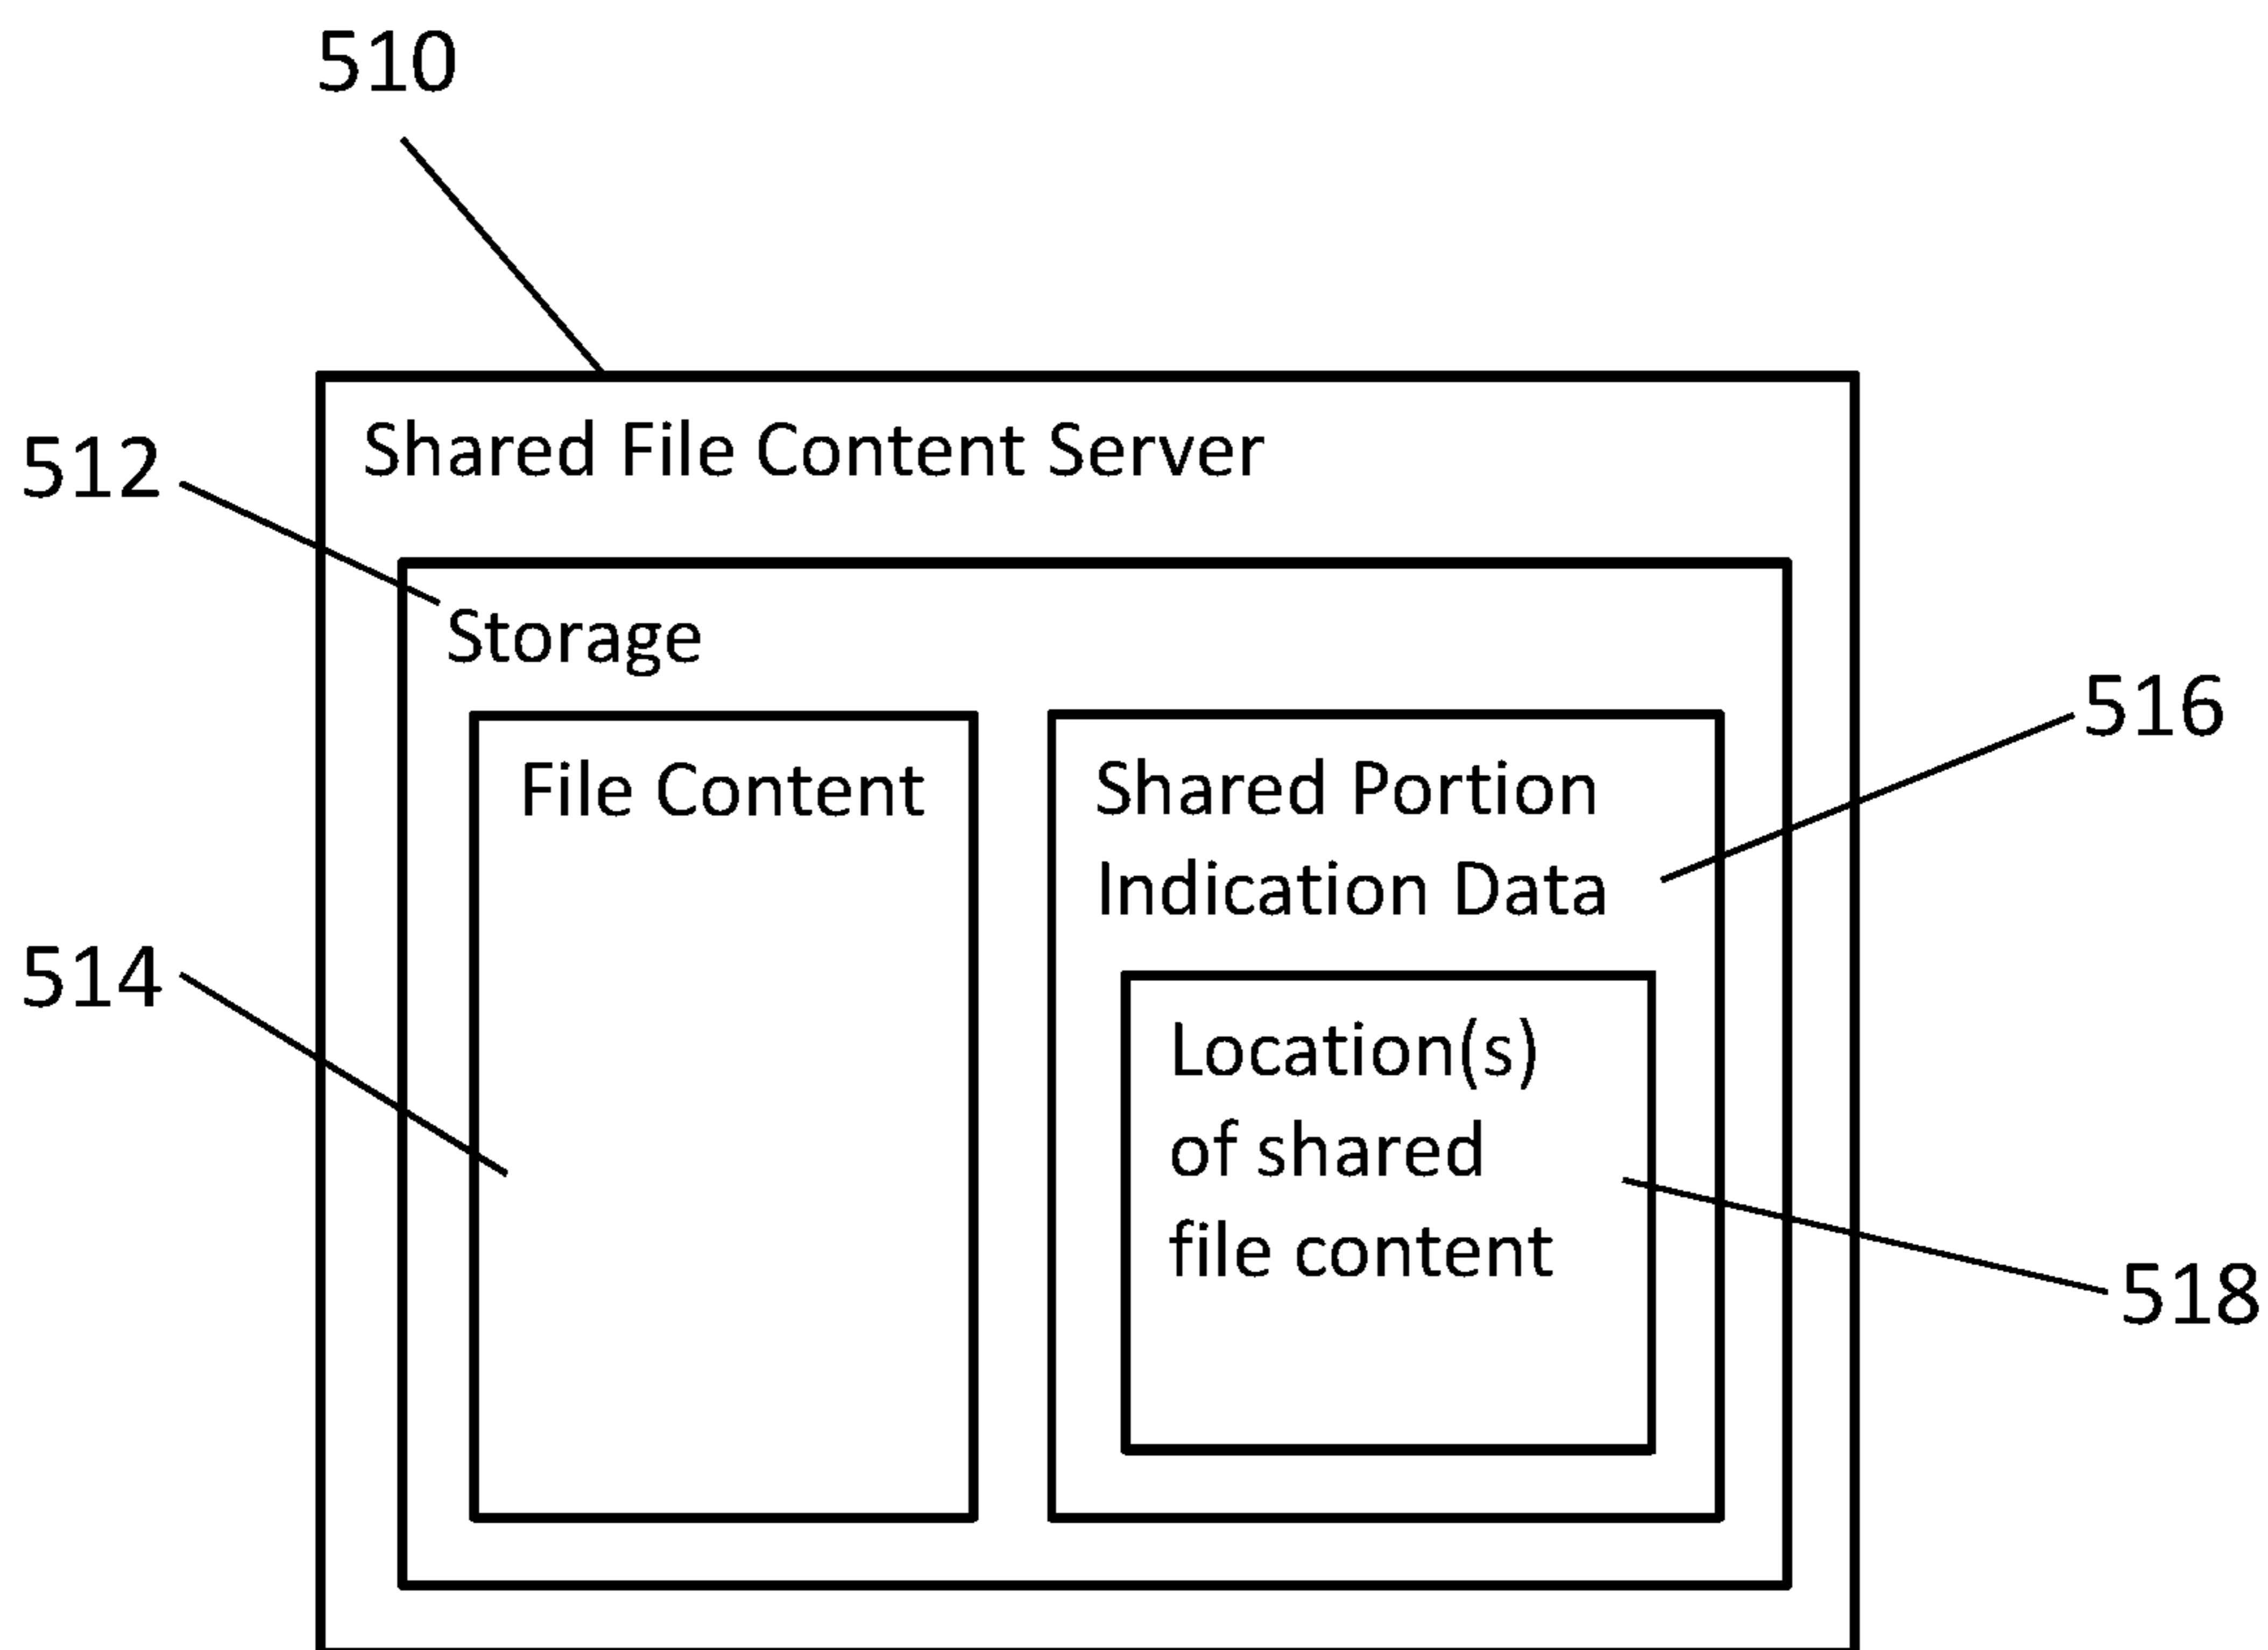 510
Shared File Content Server
512
Storage
516
File Content
Shared Portion
Indication Data
514
Location(s)
of shared
file content
518